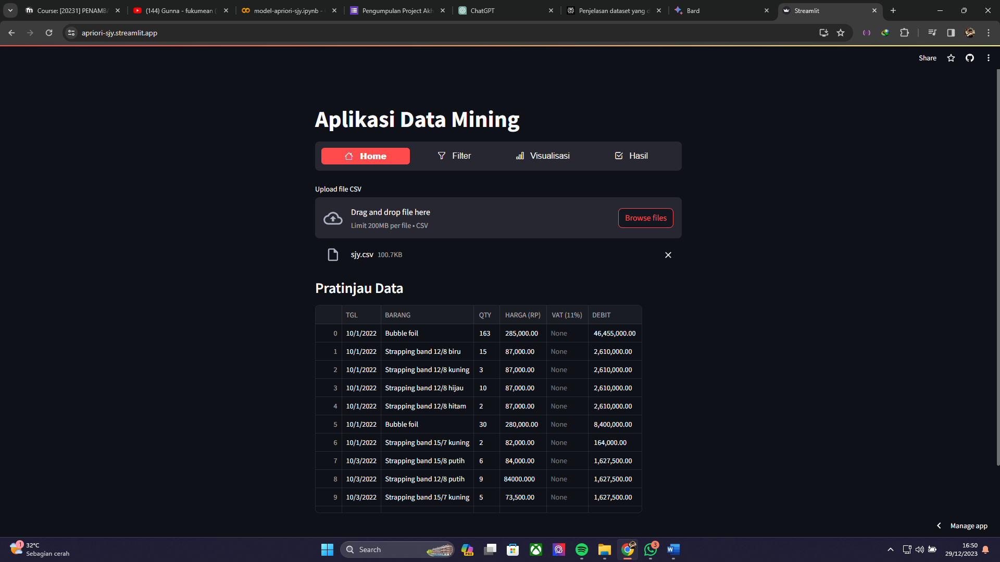 Course: [20231] PENAMBA
(144) Gunna - fukumean (
model-apriori-sjy.ipynb -
Pengumpulan Project Akh
ChatGPT
Penjelasan dataset yang d
Bard
Streamlit
apriori-sjy.streamlit.app
Share
Aplikasi Data Mining
Home
Filter
Visualisasi
Hasil
Upload file CSV
Drag and drop file here
Limit 200MB per file • CSV
Browse files
sjy.csv 100.7KB
Pratinjau Data
TGL BARANG QTY HARGA (RP) VAT (11%) DEBIT
0 10/1/2022 Bubble foil 163 285,000.00 None 46,455,000.00
1 10/1/2022 Strapping band 12/8 biru 15 87,000.00 None 2,610,000.00
2 10/1/2022 Strapping band 12/8 kuning 3 87,000.00 None 2,610,000.00
3 10/1/2022 Strapping band 12/8 hijau 10 87,000.00 None 2,610,000.00
4 10/1/2022 Strapping band 12/8 hitam 2 87,000.00 None 2,610,000.00
5 10/1/2022 Bubble foil 30 280,000.00 None 8,400,000.00
6 10/1/2022 Strapping band 15/7 kuning 2 82,000.00 None 164,000.00
7 10/3/2022 Strapping band 15/8 putih 6 84,000.00 None 1,627,500.00
8 10/3/2022 Strapping band 12/8 putih 9 84000.000 None 1,627,500.00
9 10/3/2022 Strapping band 15/7 kuning 5 73,500.00 None 1,627,500.00
Manage app
1
32°C
Sebagian cerah
Search
PRE
3
16:50
29/12/2023